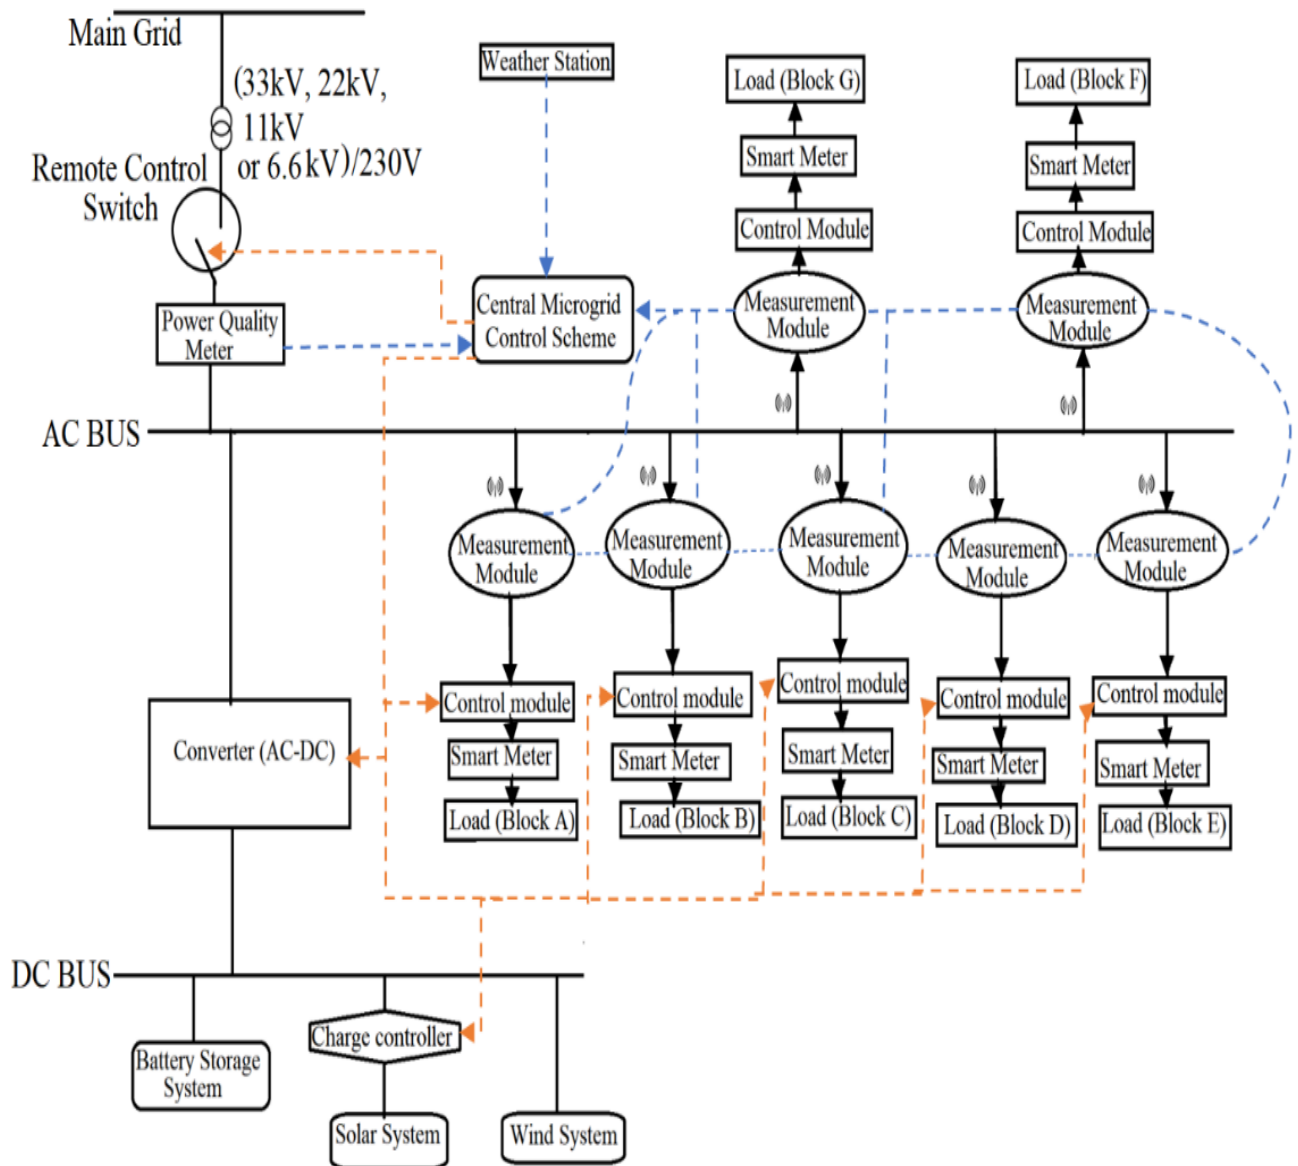 Main Grid
(33kV, 22kV,
11kV
or 6.6kV)/230V
Remote Control
Switch
Power Quality
Meter
Weather Station
Central Microgrid
Control Scheme
Load (Block G)
Smart Meter
Control Module
Measurement
Module
Load (Block F)
Smart Meter
Control Module
Measurement
Module
AC BUS
Measurement
Module
Control module
Smart Meter
Load (Block A)
Measurement
Module
Control module
Smart Meter
Load (Block B)
Measurement
Module
Control module
Smart Meter
Load (Block C)
Measurement
Module
Control module
Smart Meter
Load (Block D)
Measurement
Module
Control module
Smart Meter
Load (Block E)
Converter (AC-DC)
DC BUS
Battery Storage
System
Charge controller
Solar System
Wind System